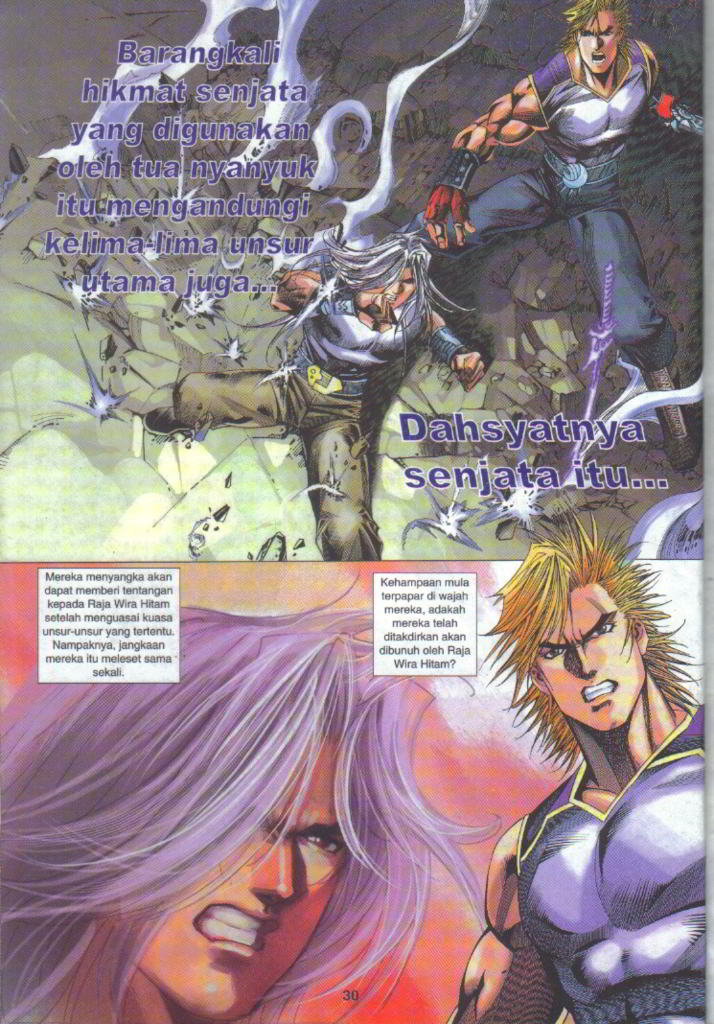 Barangkali
hikmat senjata
yang digunakan
oleh tua nyanyuk
itu mengandungi
kelima-lima unsur
utama juga...
Dahsyatnya
senjata itu...
Mereka menyangka akan
dapat memberi tentangan
kepada Raja Wira Hitam
setelah menguasai kuasa
unsur-unsur yang tertentu.
Nampaknya, jangkaan
mereka itu meleset sama
sekali.
Kehampaan mula
terpapar di wajah
mereka, adakah
mereka telah
ditakdirkan akan
dibunuh oleh Raja
Wira Hitam?
30